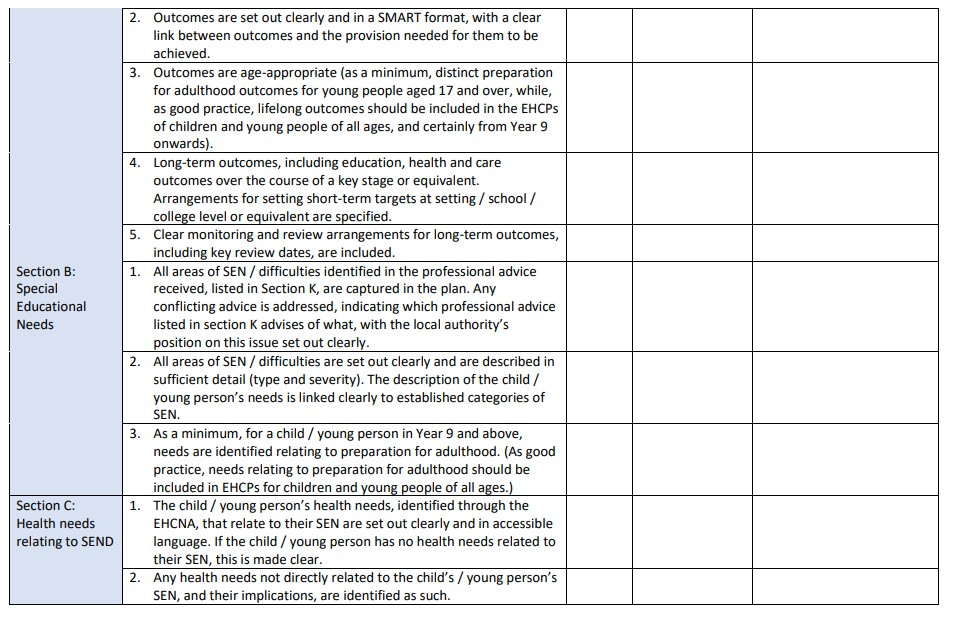 2. Outcomes are set out clearly and in a SMART format, with a clear
link between outcomes and the provision needed for them to be
achieved.
3. Outcomes are age-appropriate (as a minimum, distinct preparation
for adulthood outcomes for young people aged 17 and over, while,
as good practice, lifelong outcomes should be included in the EHCPs
of children and young people of all ages, and certainly from Year 9
onwards).
4. Long-term outcomes, including education, health and care
outcomes over the course of a key stage or equivalent.
Arrangements for setting short-term targets at setting / school /
college level or equivalent are specified.
5. Clear monitoring and review arrangements for long-term outcomes,
including key review dates, are included.
Section B:
Special
Educational
Needs
1. All areas of SEN / difficulties identified in the professional advice
received, listed in Section K, are captured in the plan. Any
conflicting advice is addressed, indicating which professional advice
listed in section K advises of what, with the local authority's
position on this issue set out clearly.
2. All areas of SEN / difficulties are set out clearly and are described in
sufficient detail (type and severity). The description of the child /
young person's needs is linked clearly to established categories of
SEN.
3. As a minimum, for a child / young person in Year 9 and above,
needs are identified relating to preparation for adulthood. (As good
practice, needs relating to preparation for adulthood should be
included in EHCPs for children and young people of all ages.)
Section C:
Health needs
relating to SEND
1. The child / young person's health needs, identified through the
EHCNA, that relate to their SEN are set out clearly and in accessible
language. If the child / young person has no health needs related to
their SEN, this is made clear.
2. Any health needs not directly related to the child's / young person's
SEN, and their implications, are identified as such.